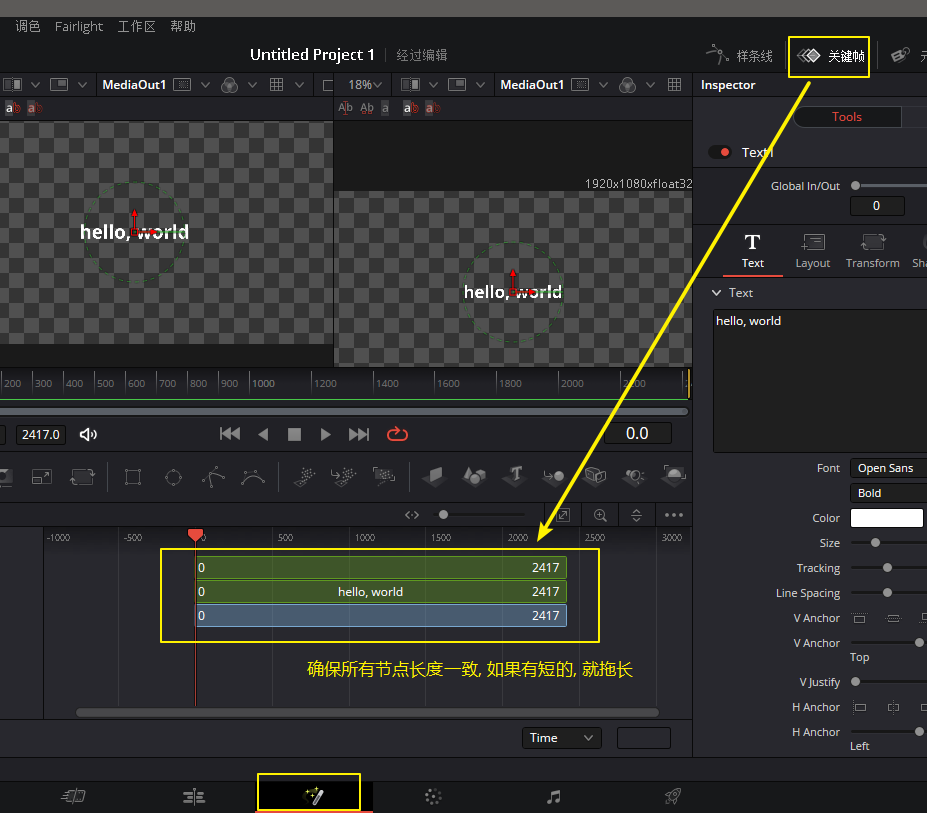 调色 Fairlight 工作区 帮助
Untitled Project 1 经过编辑
样条线 关键帧
MediaOut1 18% MediaOut1 Inspector
Tools
Text1
1920x1080xfloat32
Global In/Out
0
hello, world
hello, world
Text Layout Transform
Text
hello, world
200 300 400 500 600 700 800 900 1000 1200 1400 1600 1800 2000 2200
2417.0 0.0
Font Open Sans
Bold
Color
Size
Tracking
Line Spacing
V Anchor
V Anchor
Top
V Justify
H Anchor
H Anchor
Left
-1000 -500 0 500 1000 1500 2000 2500 3000
0 2417
0 hello, world 2417
0 2417
确保所有节点长度一致, 如果有短的, 就拖长
Time